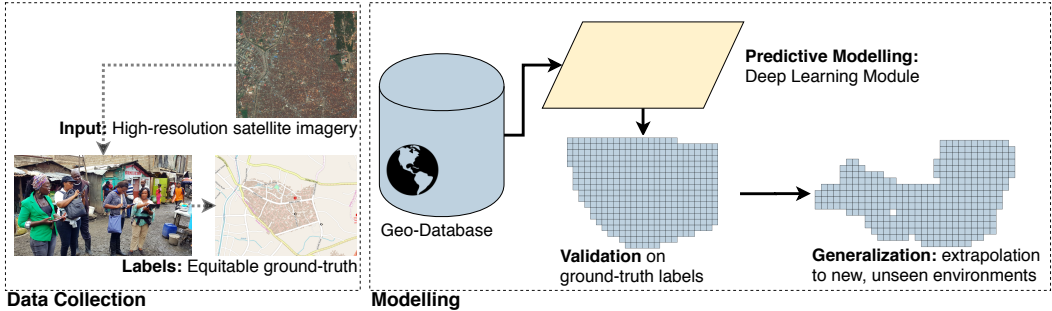 Input: High-resolution satellite imagery
Labels: Equitable ground-truth
Data Collection
Geo-Database
Predictive Modelling:
Deep Learning Module
Validation on
ground-truth labels
Generalization: extrapolation
to new, unseen environments
Modelling